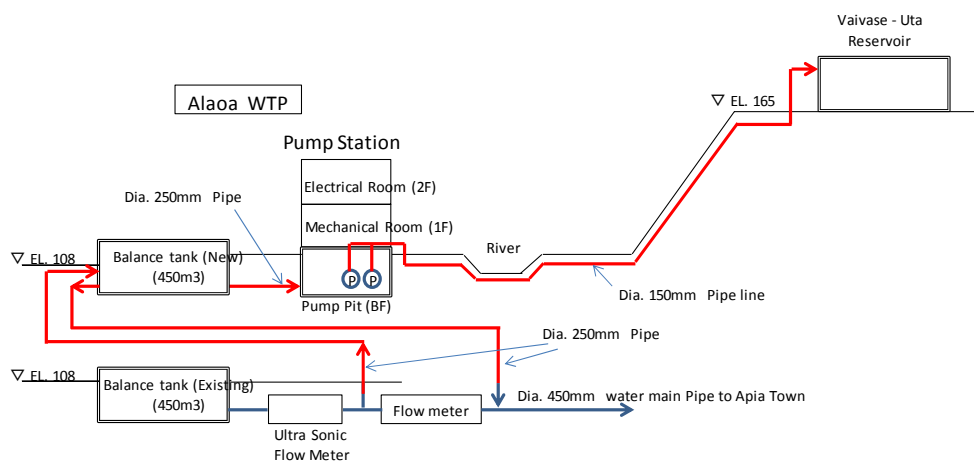 Vaivase - Uta
Reservoir
Alaoa WTP
▽ EL. 165
Pump Station
Electrical Room (2F)
Dia. 250mm Pipe
Mechanical Room (1F)
River
▽ EL. 108
Balance tank (New)
(450m3)
P P
Dia. 150mm Pipe line
Pump Pit (BF)
Dia. 250mm Pipe
▽ EL. 108
Balance tank (Existing)
(450m3)
Dia. 450mm water main Pipe to Apia Town
Flow meter
Ultra Sonic
Flow Meter